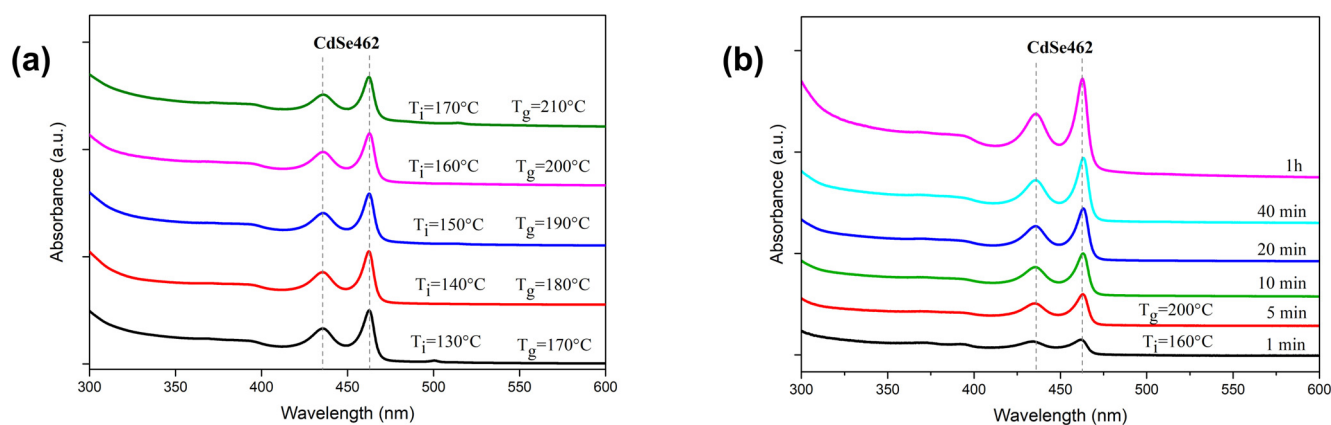 (a)
CdSe462
Absorbance (a.u.)
Ti=170°C Tg=210°C
Ti=160°C Tg=200°C
Ti=150°C Tg=190°C
Ti=140°C Tg=180°C
Ti=130°C Tg=170°C
300 350 400 450 500 550 600
Wavelength (nm)
(b)
CdSe462
Absorbance (a.u.)
1h
40 min
20 min
10 min
Tg=200°C 5 min
Ti=160°C 1 min
300 350 400 450 500 550 600
Wavelength (nm)